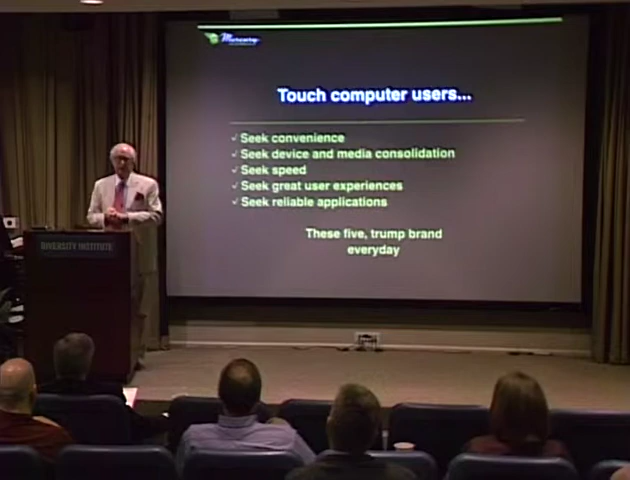 Mercury
Touch computer users...
✓ Seek convenience
✓ Seek device and media consolidation
✓ Seek speed
✓ Seek great user experiences
✓ Seek reliable applications
These five, trump brand
everyday
DIVERSITY INSTITUTE